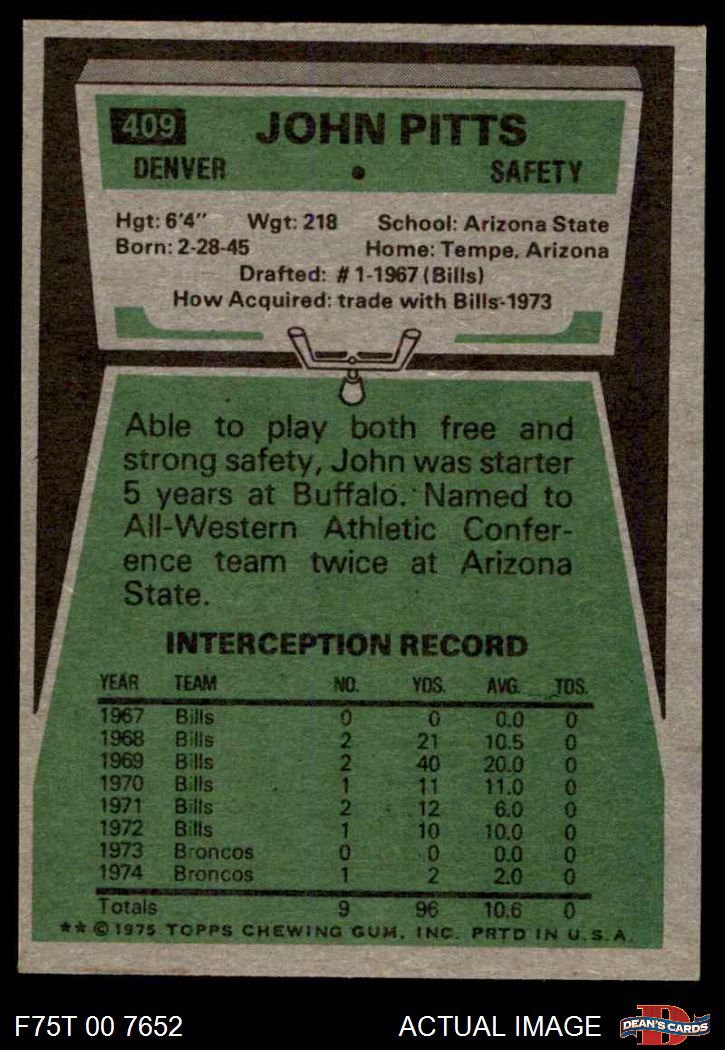 409 JOHN PITTS
DENVER • SAFETY
Hgt: 6'4" Wgt: 218 School: Arizona State
Born: 2-28-45 Home: Tempe, Arizona
Drafted: #1-1967 (Bills)
How Acquired: trade with Bills-1973
Able to play both free and
strong safety, John was starter
5 years at Buffalo. Named to
All-Western Athletic Confer-
ence team twice at Arizona
State.
INTERCEPTION RECORD
YEAR TEAM NO. YDS. AVG. TDS.
1967 Bills 0 0 0.0 0
1968 Bills 2 21 10.5 0
1969 Bills 2 40 20.0 0
1970 Bills 1 11 11.0 0
1971 Bills 2 12 6.0 0
1972 Bills 1 10 10.0 0
1973 Broncos 0 0 0.0 0
1974 Broncos 1 2 2.0 0
Totals 9 96 10.6 0
** © 1975 TOPPS CHEWING GUM, INC. PRTD IN U.S.A.
F75T 00 7652 ACTUAL IMAGE D DEAN'S CARDS